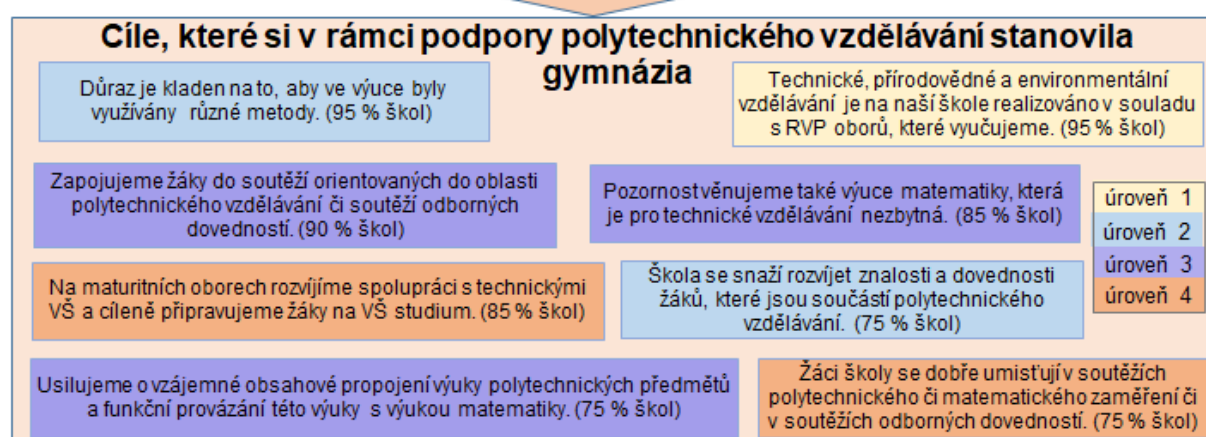 Cíle, které si v rámci podpory polytechnického vzdělávání stanovila
gymnázia
Důraz je kladen na to, aby ve výuce byly
využívány různé metody. (95 % škol)
Technické, přírodovědné a environmentální
vzdělávání je na naší škole realizováno v souladu
s RVP oborů, které vyučujeme. (95 % škol)
Zapojujeme žáky do soutěží orientovaných do oblasti
polytechnického vzdělávání či soutěží odborných
dovedností. (90 % škol)
Pozornost věnujeme také výuce matematiky, která
je pro technické vzdělávání nezbytná. (85 % škol)
úroveň 1
úroveň 2
úroveň 3
úroveň 4
Na maturitních oborech rozvíjíme spolupráci s technickými
VŠ a cíleně připravujeme žáky na VŠ studium. (85 % škol)
Škola se snaží rozvíjet znalosti a dovednosti
žáků, které jsou součástí polytechnického
vzdělávání. (75 % škol)
Usilujeme o vzájemné obsahové propojení výuky polytechnických předmětů
a funkční provázání této výuky s výukou matematiky. (75 % škol)
Žáci školy se dobře umisťují v soutěžích
polytechnického či matematického zaměření či
v soutěžích odborných dovedností. (75 % škol)